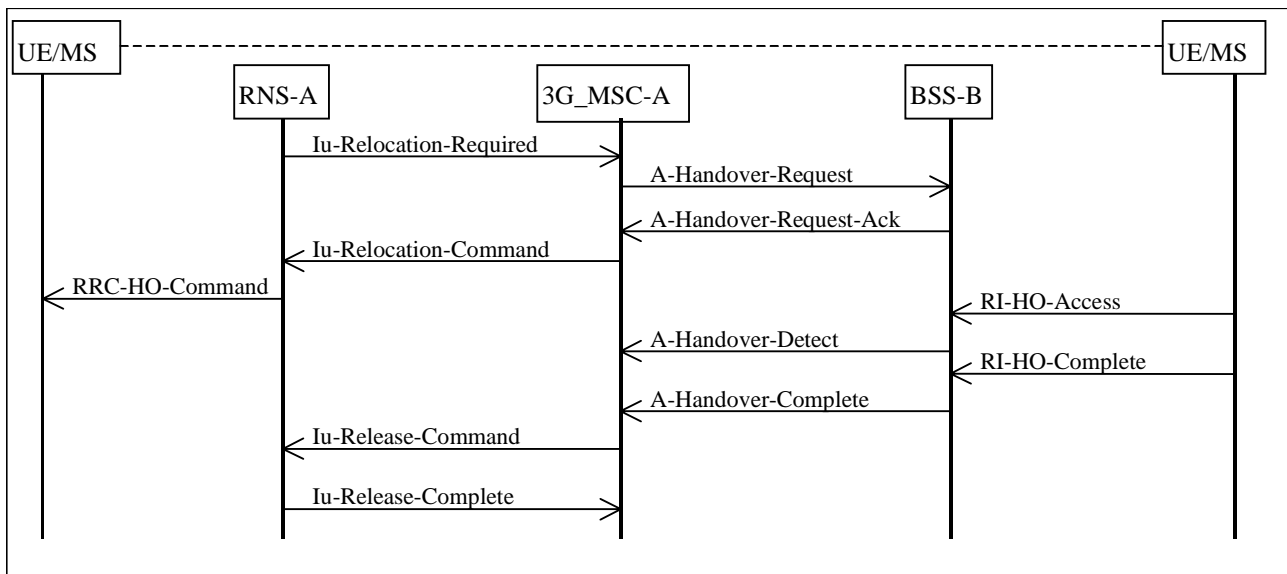 UE/MS
UE/MS
RNS-A
3G_MSC-A
BSS-B
Iu-Relocation-Required
A-Handover-Request
A-Handover-Request-Ack
Iu-Relocation-Command
RRC-HO-Command
RI-HO-Access
A-Handover-Detect
RI-HO-Complete
A-Handover-Complete
Iu-Release-Command
Iu-Release-Complete